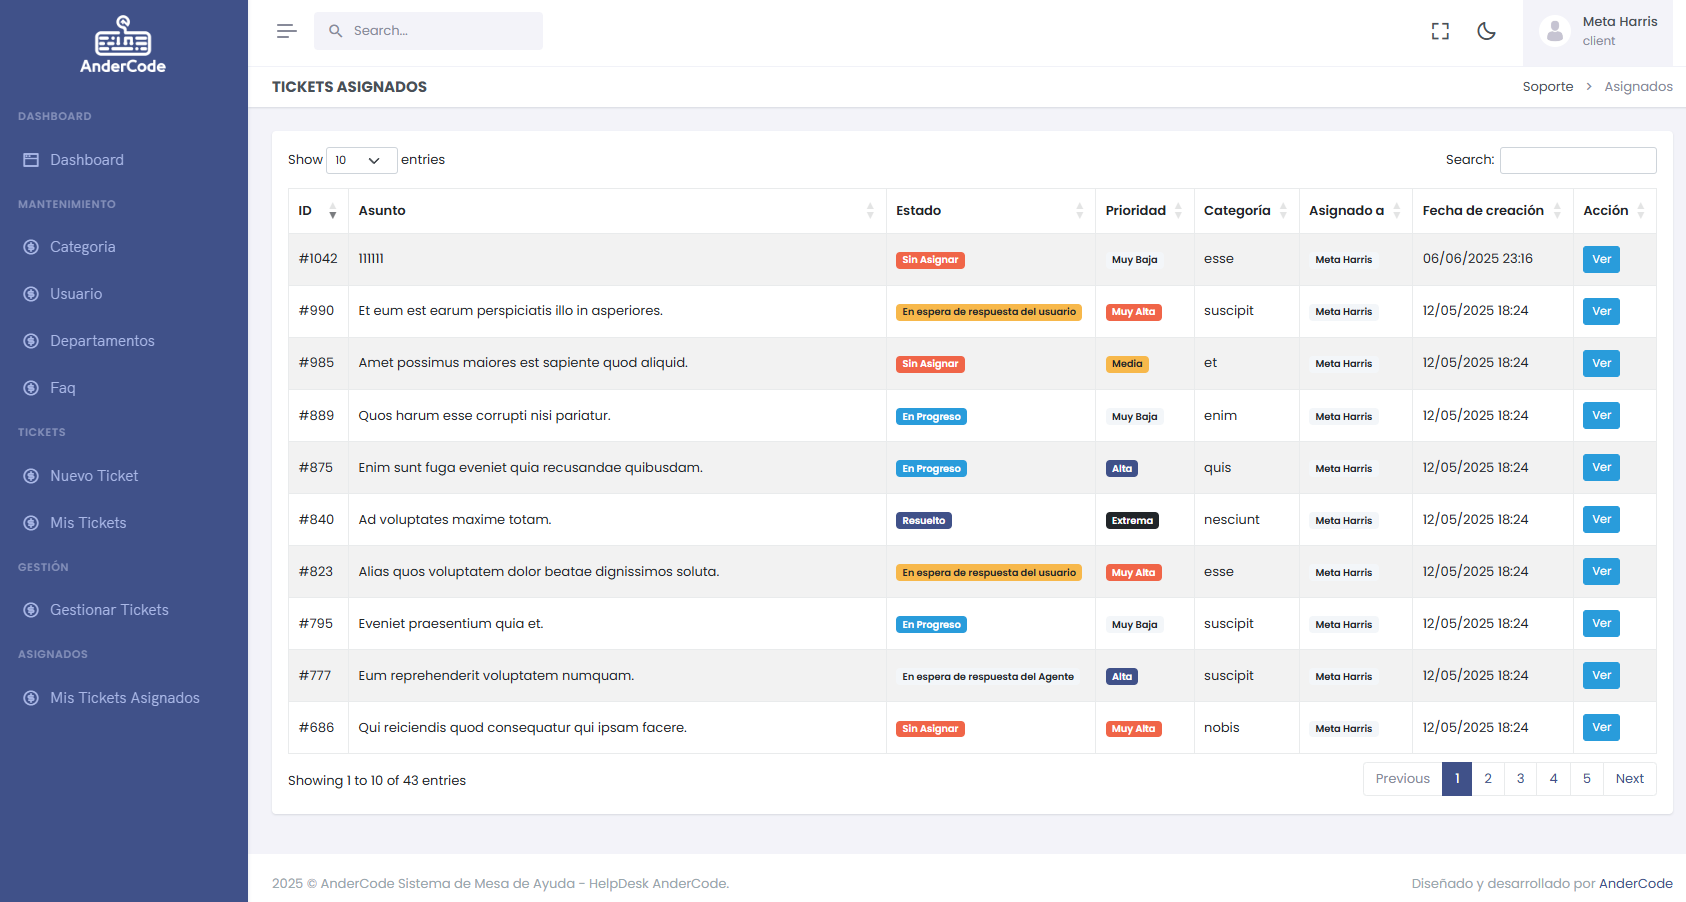 AnderCode
DASHBOARD
Dashboard
MANTENIMIENTO
Categoria
Usuario
Departamentos
Faq
TICKETS
Nuevo Ticket
Mis Tickets
GESTIÓN
Gestionar Tickets
ASIGNADOS
Mis Tickets Asignados
Search...
Meta Harris
client
TICKETS ASIGNADOS
Soporte > Asignados
Show 10 entries
Search:
ID Asunto Estado Prioridad Categoría Asignado a Fecha de creación Acción
#1042 111111 Sin Asignar Muy Baja esse Meta Harris 06/06/2025 23:16 Ver
#990 Et eum est earum perspiciatis illo in asperiores. En espera de respuesta del usuario Muy Alta suscipit Meta Harris 12/05/2025 18:24 Ver
#985 Amet possimus maiores est sapiente quod aliquid. Sin Asignar Media et Meta Harris 12/05/2025 18:24 Ver
#889 Quos harum esse corrupti nisi pariatur. En Progreso Muy Baja enim Meta Harris 12/05/2025 18:24 Ver
#875 Enim sunt fuga eveniet quia recusandae quibusdam. En Progreso Alta quis Meta Harris 12/05/2025 18:24 Ver
#840 Ad voluptates maxime totam. Resuelto Extrema nesciunt Meta Harris 12/05/2025 18:24 Ver
#823 Alias quos voluptatem dolor beatae dignissimos soluta. En espera de respuesta del usuario Muy Alta esse Meta Harris 12/05/2025 18:24 Ver
#795 Eveniet praesentium quia et. En Progreso Muy Baja suscipit Meta Harris 12/05/2025 18:24 Ver
#777 Eum reprehenderit voluptatem numquam. En espera de respuesta del Agente Alta suscipit Meta Harris 12/05/2025 18:24 Ver
#686 Qui reiciendis quod consequatur qui ipsam facere. Sin Asignar Muy Alta nobis Meta Harris 12/05/2025 18:24 Ver
Showing 1 to 10 of 43 entries
Previous 1 2 3 4 5 Next
2025 © AnderCode Sistema de Mesa de Ayuda - HelpDesk AnderCode.
Diseñado y desarrollado por AnderCode